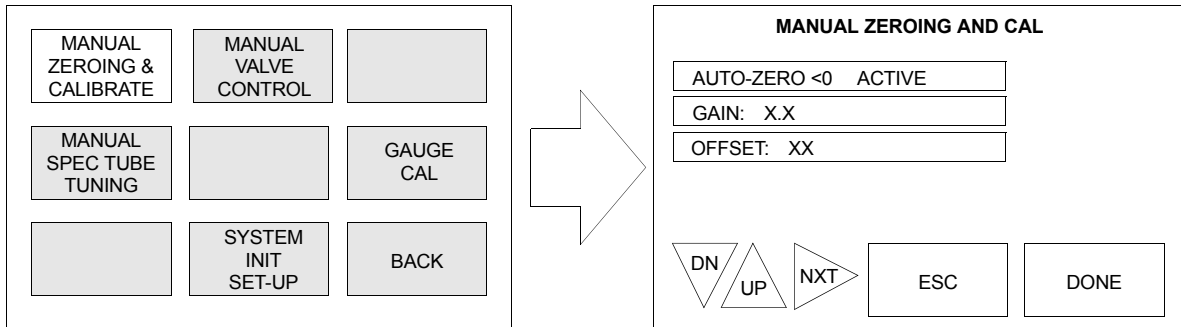 MANUAL
ZEROING &
CALIBRATE
MANUAL
VALVE
CONTROL
MANUAL
SPEC TUBE
TUNING
GAUGE
CAL
SYSTEM
INIT
SET-UP
BACK
MANUAL ZEROING AND CAL
AUTO-ZERO <0 ACTIVE
GAIN: X.X
OFFSET: XX
DN
UP
NXT
ESC
DONE